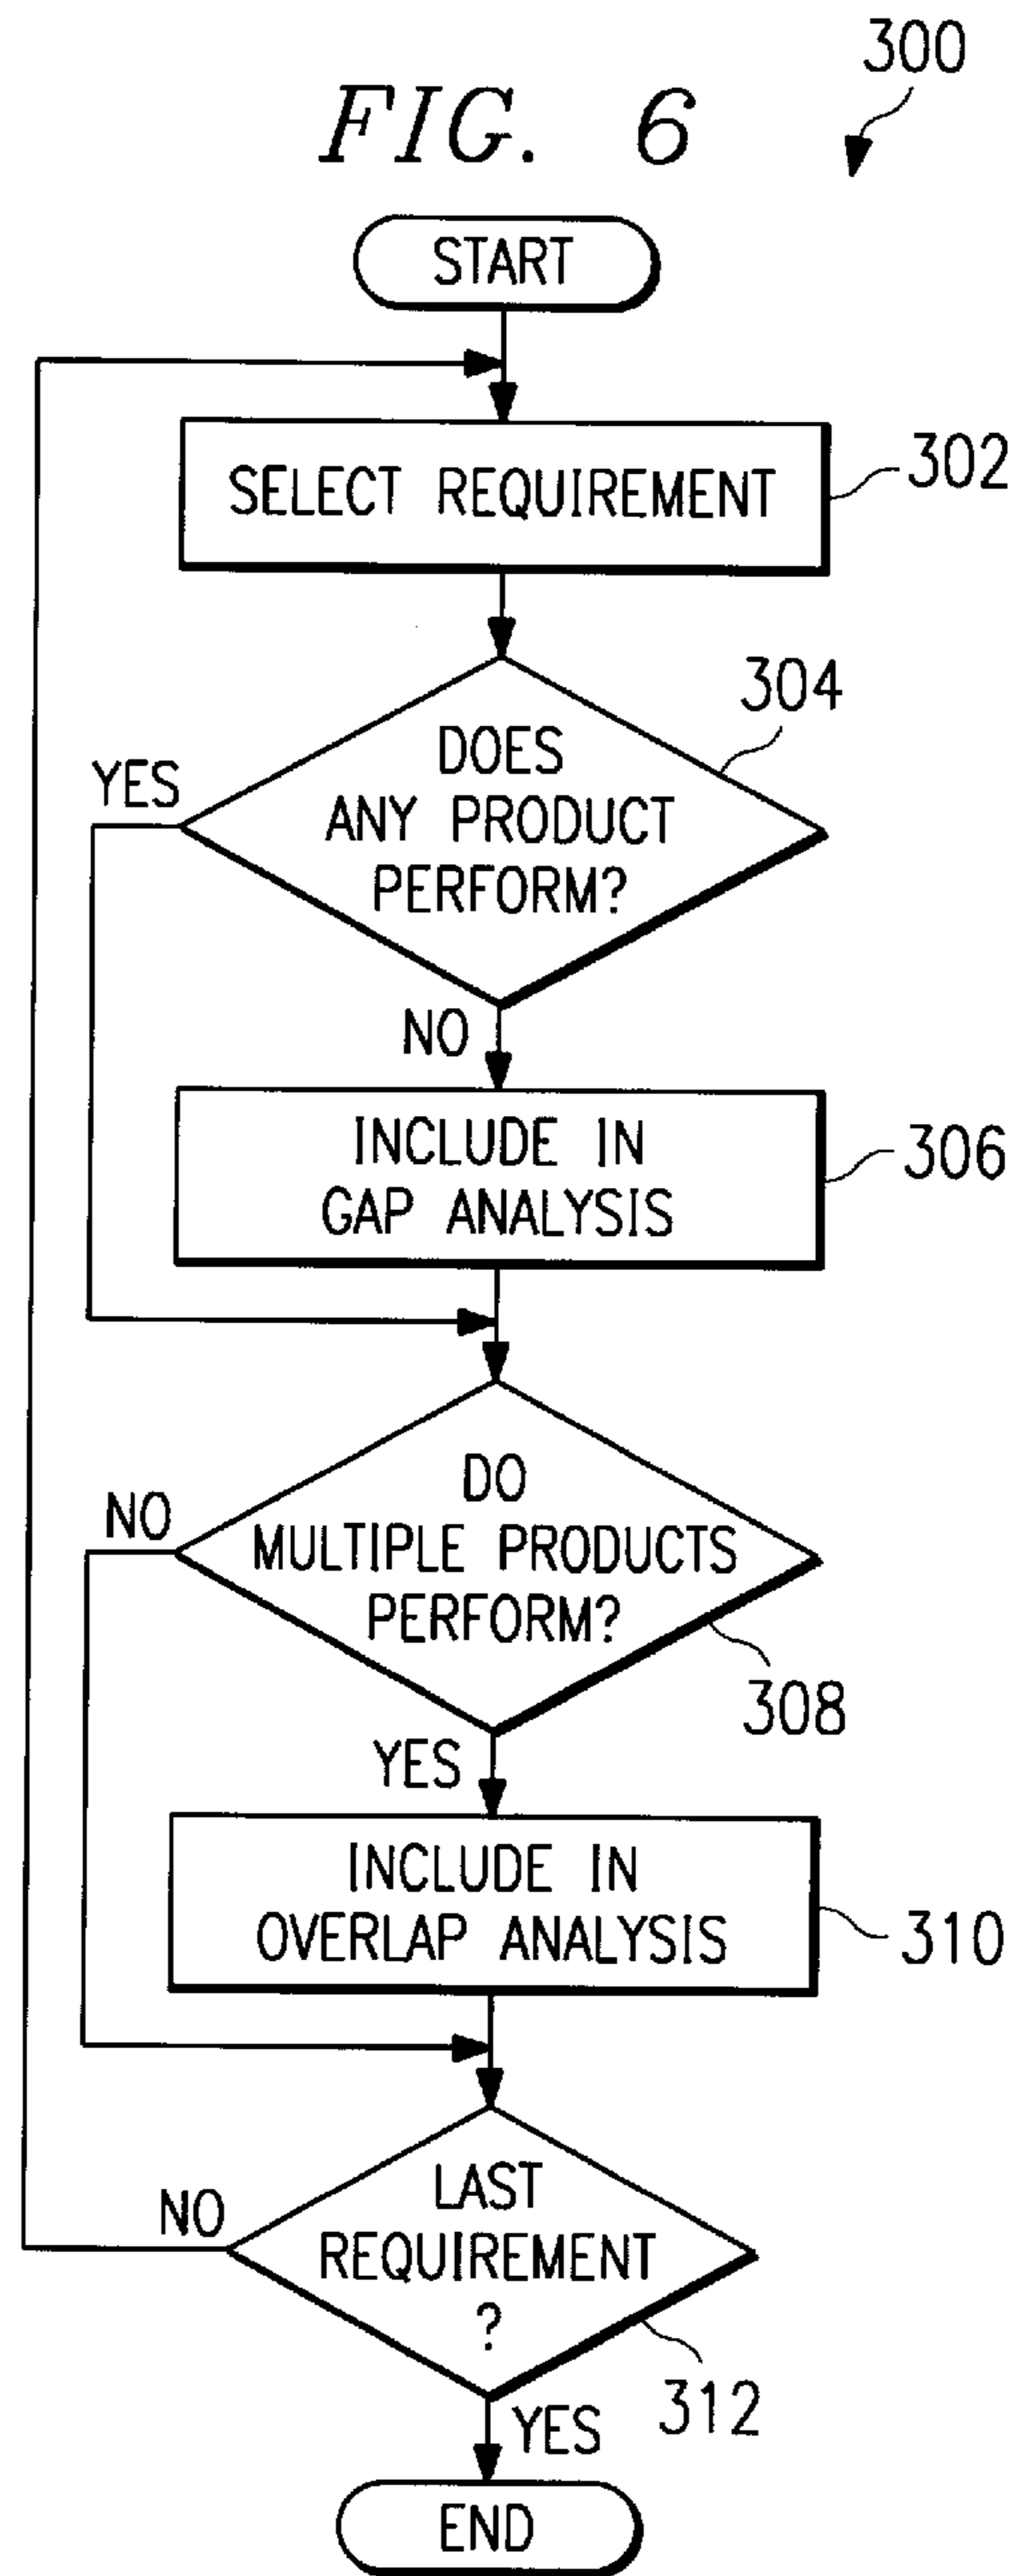 300
FIG. 6
START
SELECT REQUIREMENT
302
304
YES
DOES
ANY PRODUCT
PERFORM?
NO
INCLUDE IN
GAP ANALYSIS
306
NO
DO
MULTIPLE PRODUCTS
PERFORM?
308
YES
INCLUDE IN
OVERLAP ANALYSIS
310
NO
LAST
REQUIREMENT
?
312
YES
END